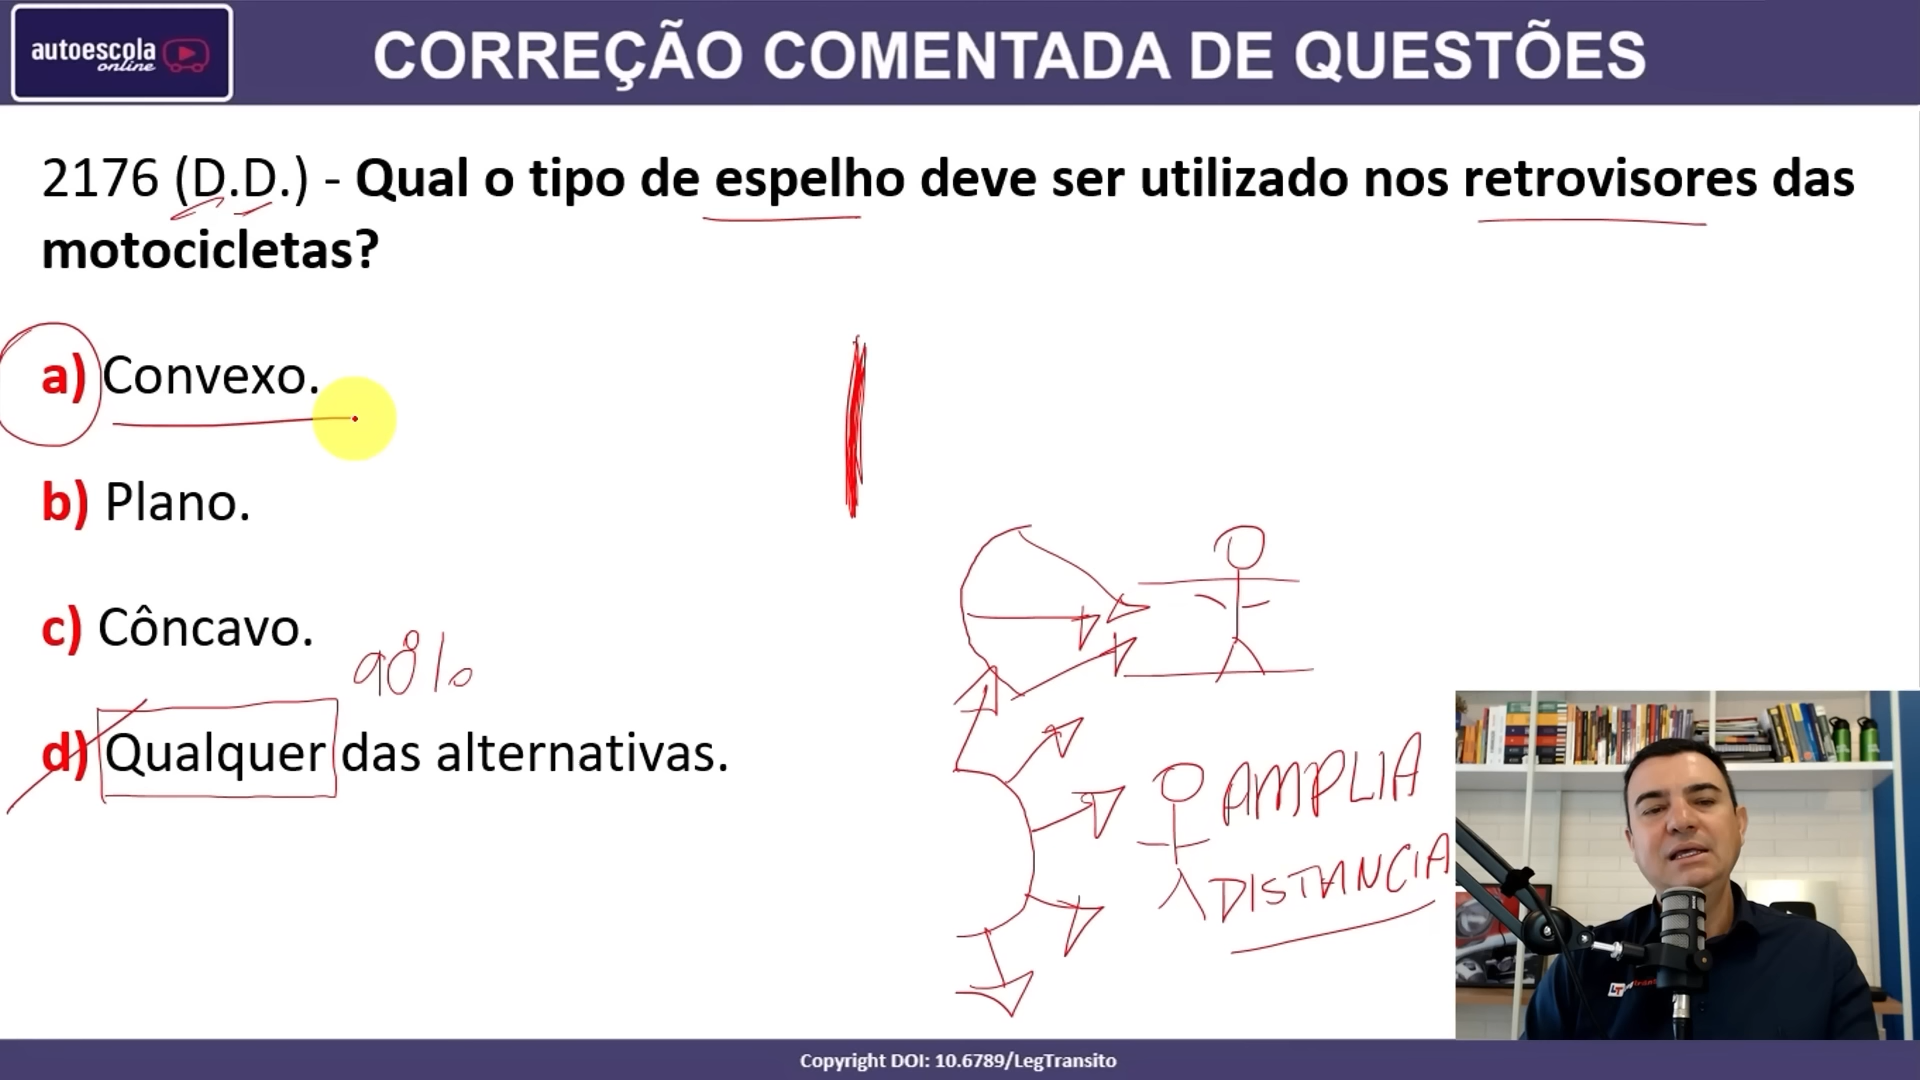 autoescola
online
CORREÇÃO COMENTADA DE QUESTÕES
2176 (D.D.) - Qual o tipo de espelho deve ser utilizado nos retrovisores das
motocicletas?
a) Convexo.
b) Plano.
c) Côncavo.
90%
d) Qualquer das alternativas.
AMPLIA
DISTANCIA
LT
Copyright DOI: 10.6789/LegTransito